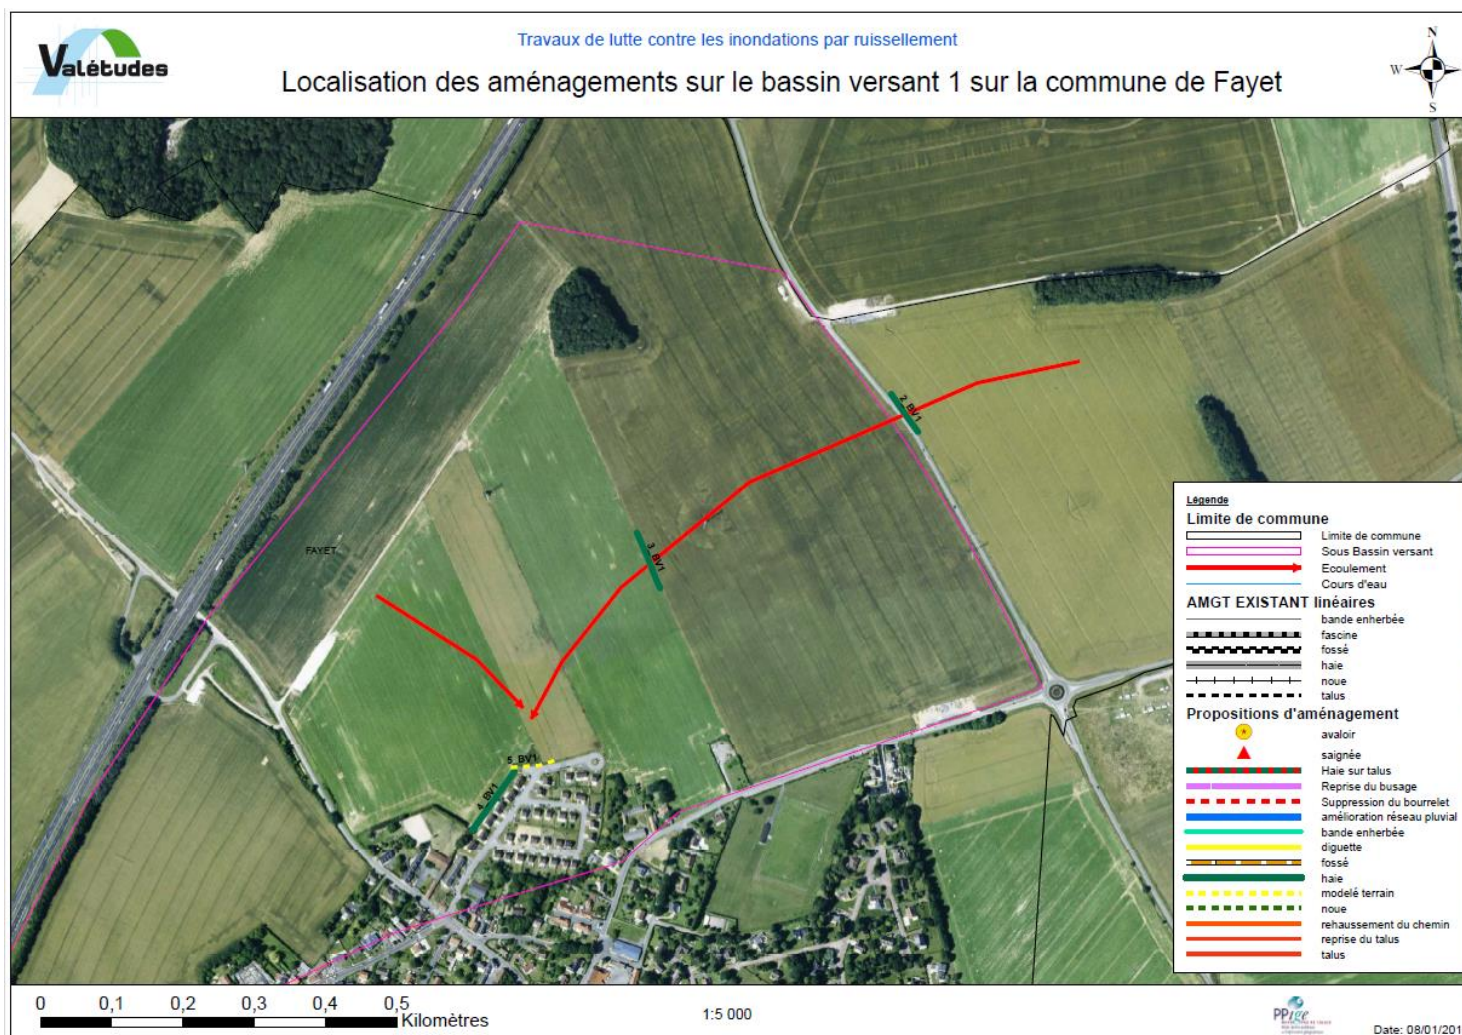 Valétudes
Travaux de lutte contre les inondations par ruissellement
Localisation des aménagements sur le bassin versant 1 sur la commune de Fayet
N
W
S
2_BV1
3_BV1
FAYET
5_BV1
4_BV1
Légende
Limite de commune
Limite de commune
Sous Bassin versant
Ecoulement
Cours d'eau
AMGT EXISTANT linéaires
bande enherbée
fascine
fossé
haie
noue
talus
Propositions d'aménagement
avaloir
saignée
Haie sur talus
Reprise du busage
Suppression du bourrelet
amélioration réseau pluvial
bande enherbée
diguette
fossé
haie
modelé terrain
noue
rehaussement du chemin
reprise du talus
talus
0 0,1 0,2 0,3 0,4 0,5
Kilomètres
1:5 000
PPige
Date: 08/01/201